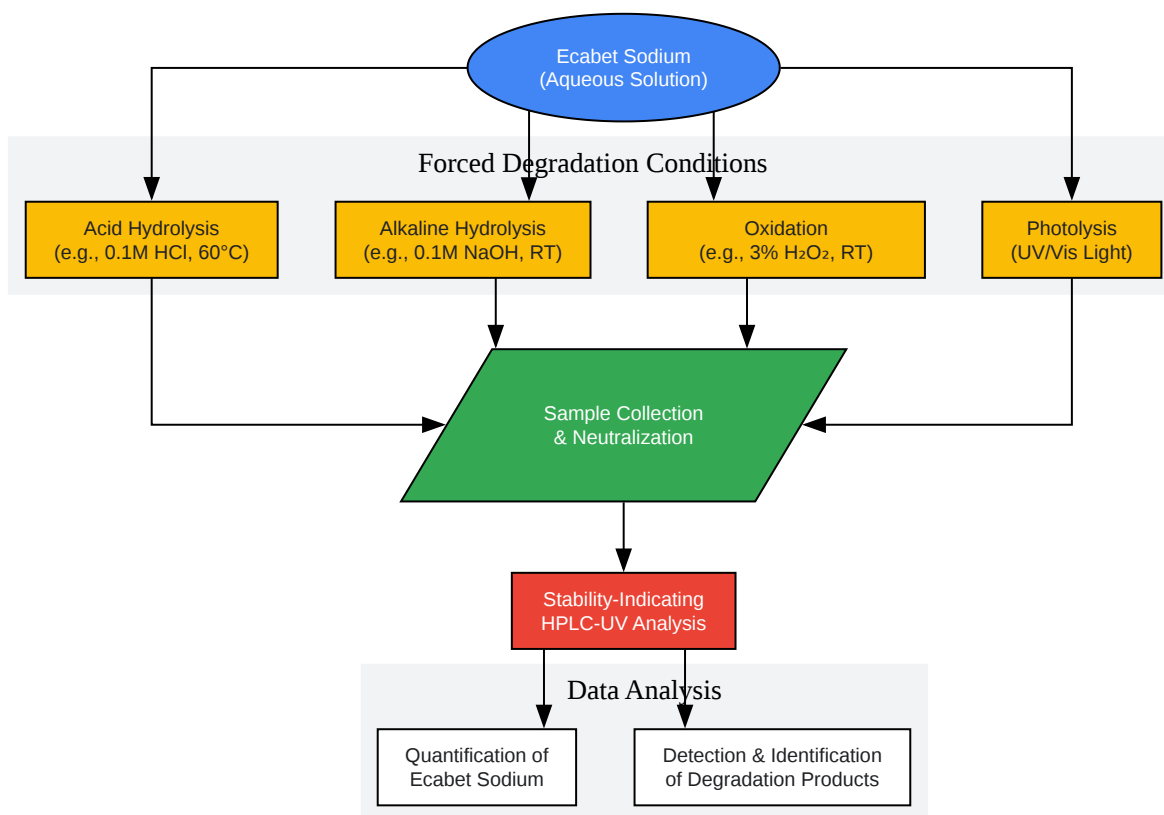 Ecabet Sodium
(Aqueous Solution)
Forced Degradation Conditions
Acid Hydrolysis
(e.g., 0.1M HCl, 60°C)
Alkaline Hydrolysis
(e.g., 0.1M NaOH, RT)
Oxidation
(e.g., 3% H₂O₂, RT)
Photolysis
(UV/Vis Light)
Sample Collection
& Neutralization
Stability-Indicating
HPLC-UV Analysis
Data Analysis
Quantification of
Ecabet Sodium
Detection & Identification
of Degradation Products